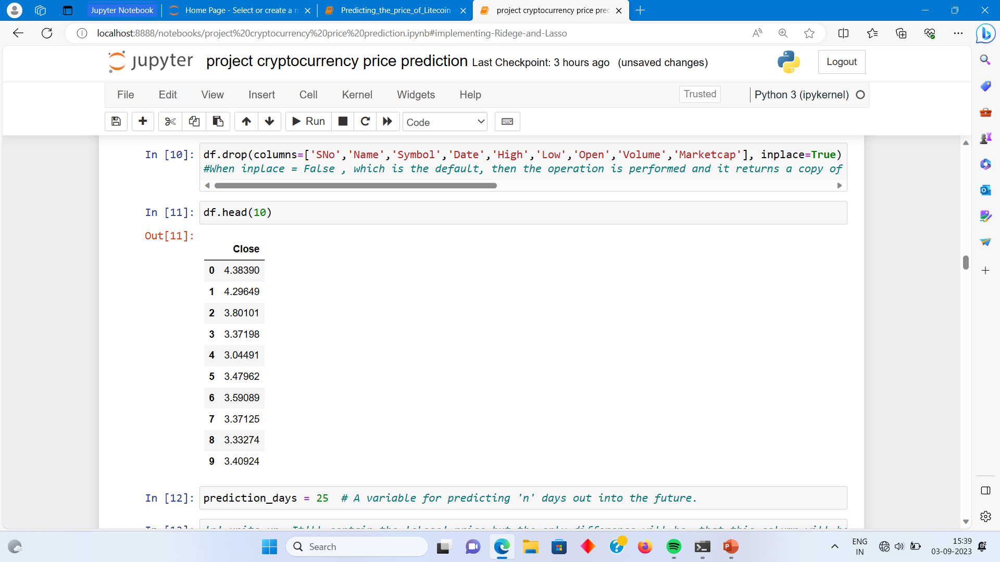 Jupyter Notebook
Home Page - Select or create a n
Predicting_the_price_of_Litecoin
project cryptocurrency price prec
localhost:8888/notebooks/project%20cryptocurrency%20price%20prediction.ipynb#implementing-Ridege-and-Lasso
jupyter project cryptocurrency price prediction Last Checkpoint: 3 hours ago (unsaved changes)
Logout
File Edit View Insert Cell Kernel Widgets Help
Trusted Python 3 (ipykernel)
Run Code
In [10]: df.drop(columns=['SNo','Name','Symbol','Date','High','Low','Open','Volume','Marketcap'], inplace=True)
#When inplace = False , which is the default, then the operation is performed and it returns a copy of
In [11]: df.head(10)
Out[11]:
Close
0 4.38390
1 4.29649
2 3.80101
3 3.37198
4 3.04491
5 3.47962
6 3.59089
7 3.37125
8 3.33274
9 3.40924
In [12]: prediction_days = 25 # A variable for predicting 'n' days out into the future.
Search
ENG
IN
15:39
03-09-2023